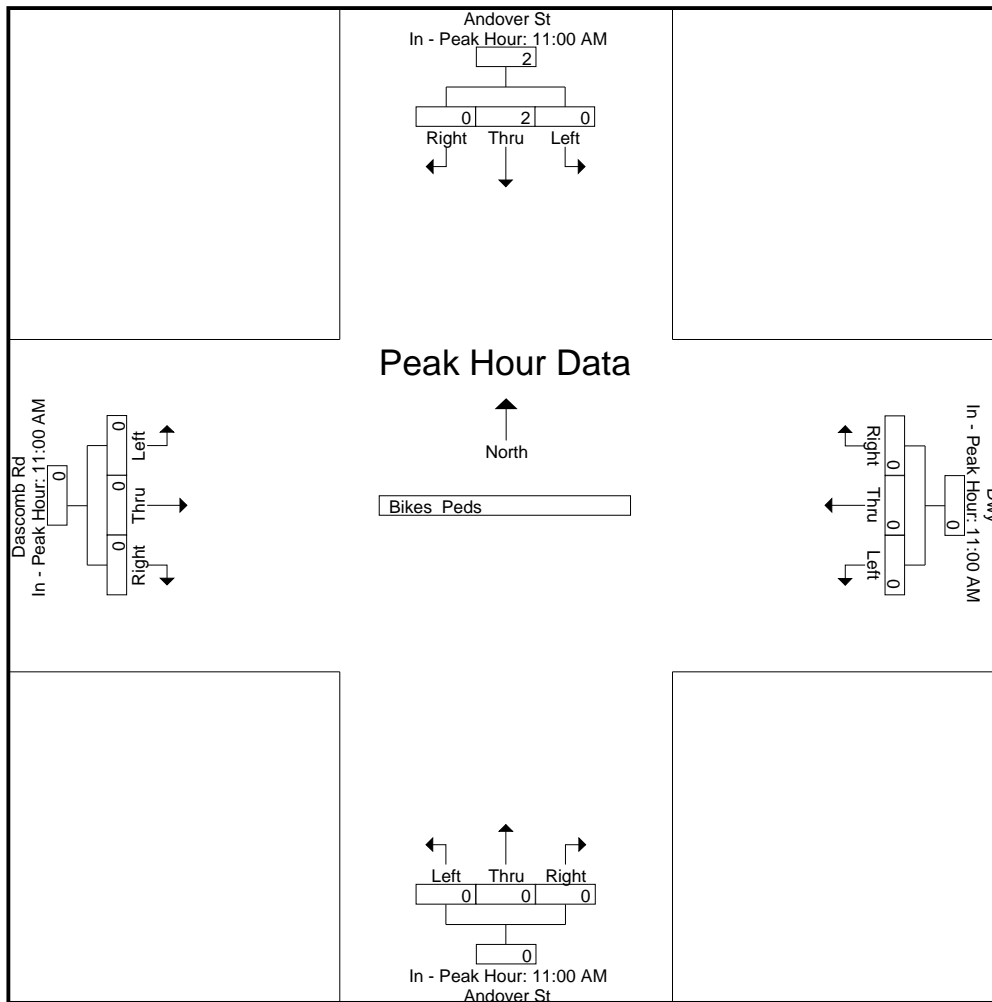 Andover St
In - Peak Hour: 11:00 AM
2
0 2 0
Right Thru Left
Peak Hour Data
North
Bikes Peds
Dascomb Rd
In - Peak Hour: 11:00 AM
0
0 0 0
Left Thru Right
Dwy
In - Peak Hour: 11:00 AM
0
0 0 0
Right Thru Left
Left Thru Right
0 0 0
0
In - Peak Hour: 11:00 AM
Andover St